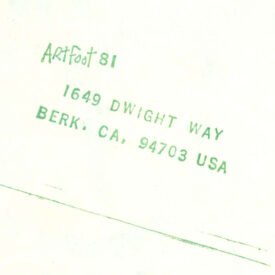 ARTFOOT 81
1649 DWIGHT WAY
BERK. CA. 94703 USA